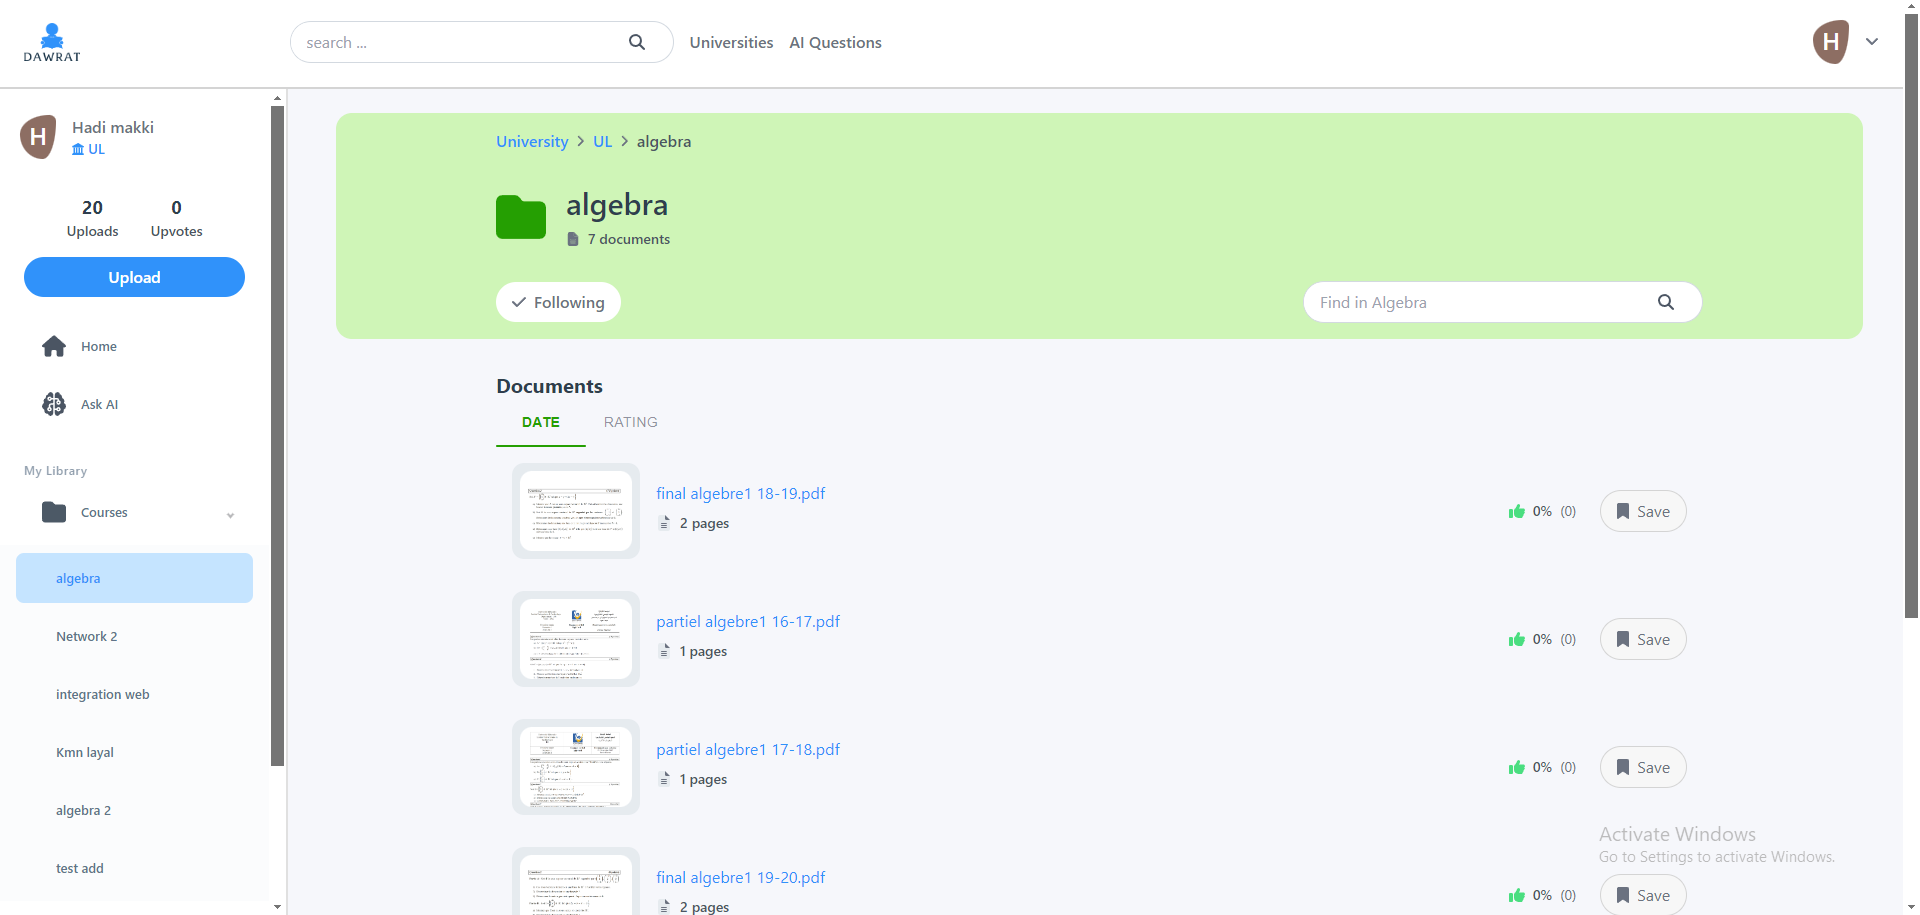 DAWRAT
search ...
Universities
AI Questions
H
H
Hadi makki
UL
20
Uploads
0
Upvotes
Upload
Home
Ask AI
My Library
Courses
algebra
Network 2
integration web
Kmn layal
algebra 2
test add
University > UL > algebra
algebra
7 documents
Following
Find in Algebra
Documents
DATE
RATING
final algebre1 18-19.pdf
2 pages
0% (0)
Save
partiel algebre1 16-17.pdf
1 pages
0% (0)
Save
partiel algebre1 17-18.pdf
1 pages
0% (0)
Save
final algebre1 19-20.pdf
2 pages
0% (0)
Save
Activate Windows
Go to Settings to activate Windows.